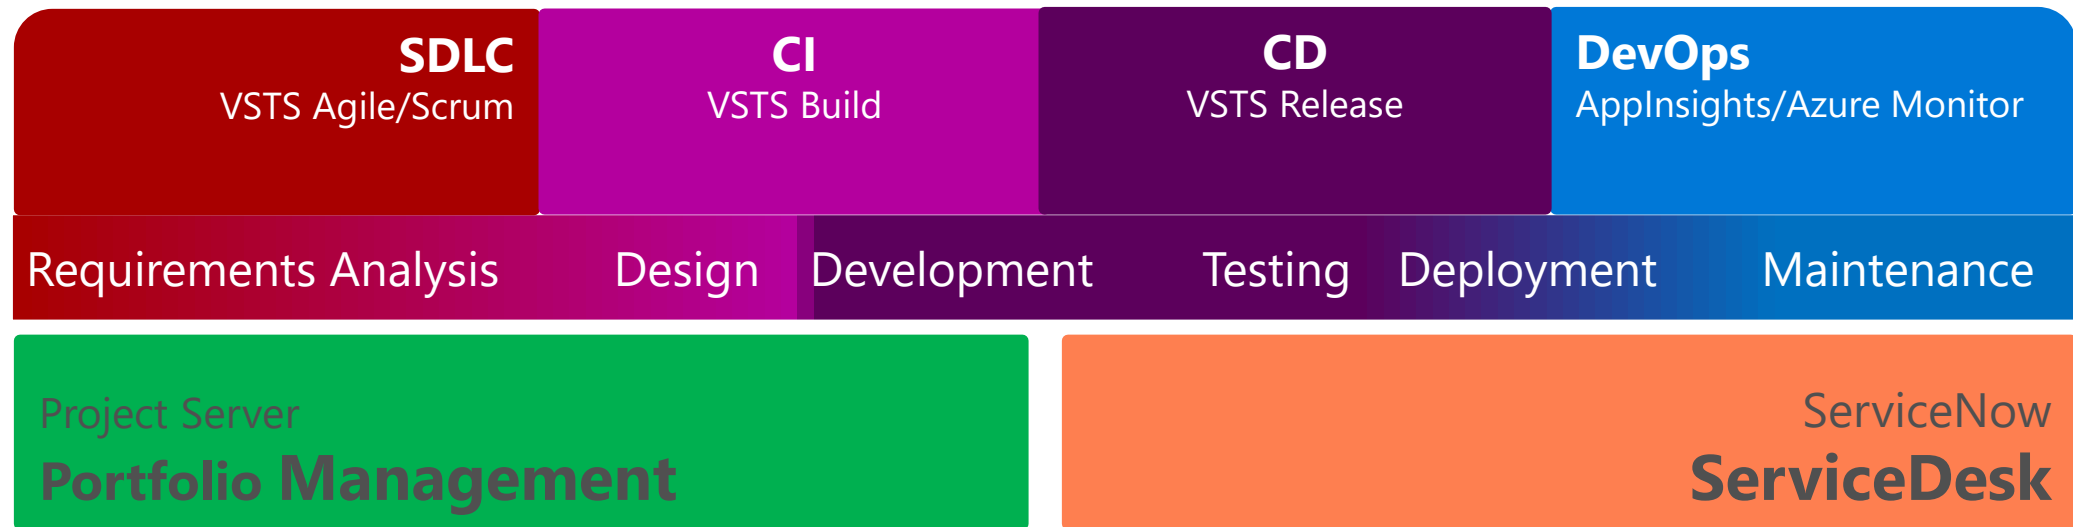 SDLC
VSTS Agile/Scrum
CI
VSTS Build
CD
VSTS Release
DevOps
AppInsights/Azure Monitor
Requirements Analysis
Design
Development
Testing
Deployment
Maintenance
Project Server
Portfolio Management
ServiceNow
ServiceDesk